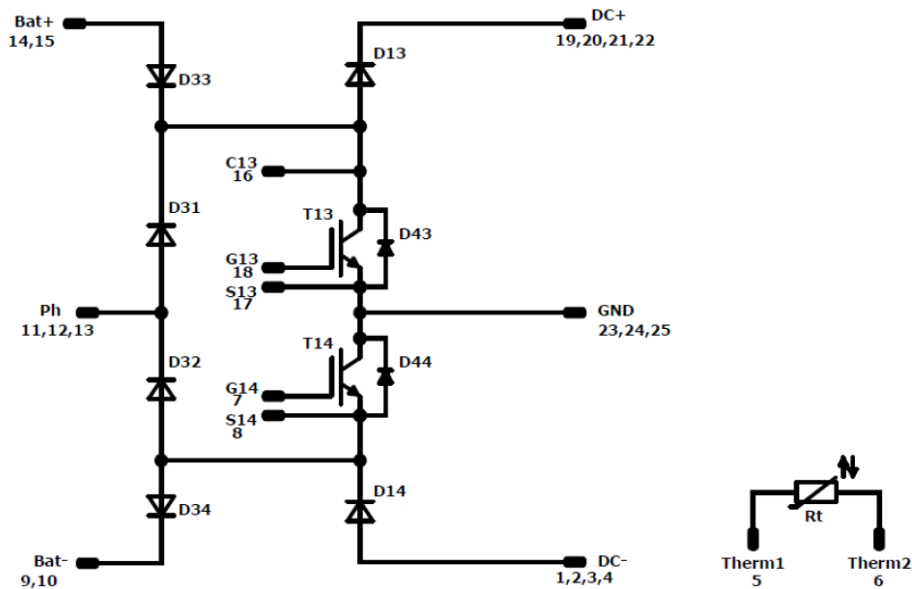 Bat+
14,15
DC+
19,20,21,22
D33
D13
C13
16
D31
T13
D43
G13
18
S13
17
Ph
11,12,13
GND
23,24,25
D32
T14
D44
G14
7
S14
8
D34
D14
Rt
Bat-
9,10
DC-
1,2,3,4
Therm1
5
Therm2
6